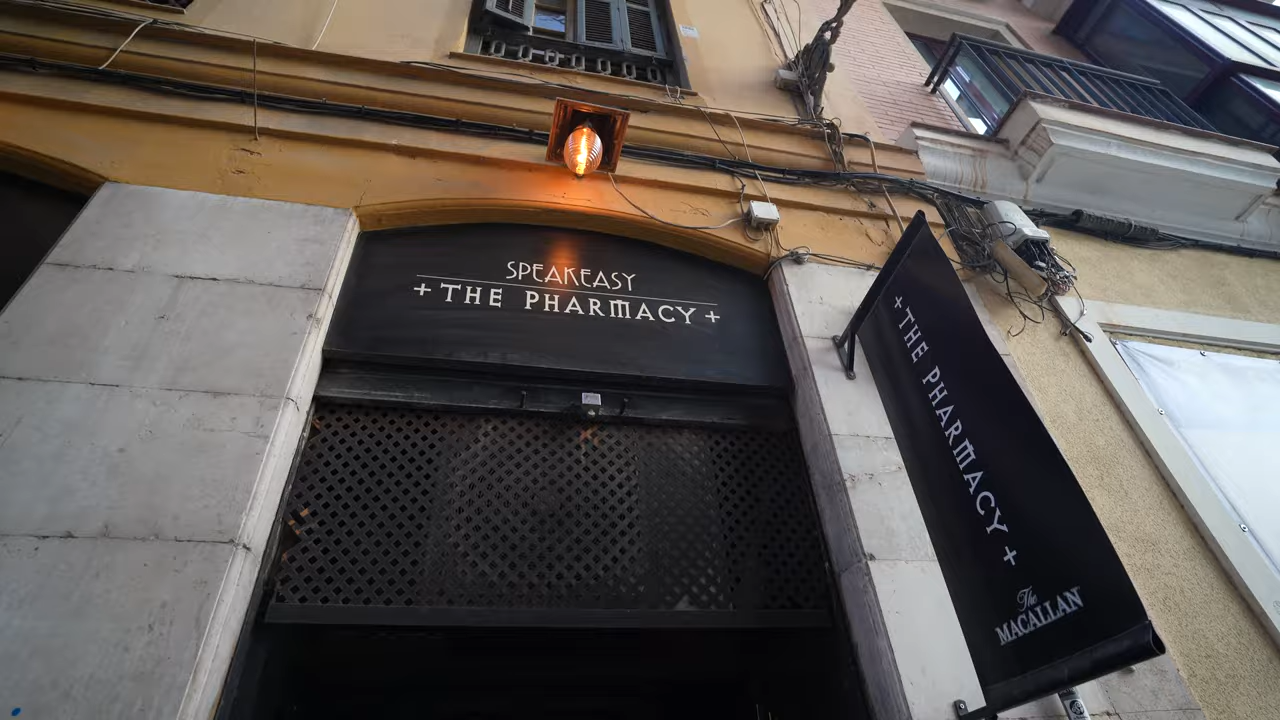 SPEAKEASY
+ THE PHARMACY +
+ THE PHARMACY +
The
MACALLAN